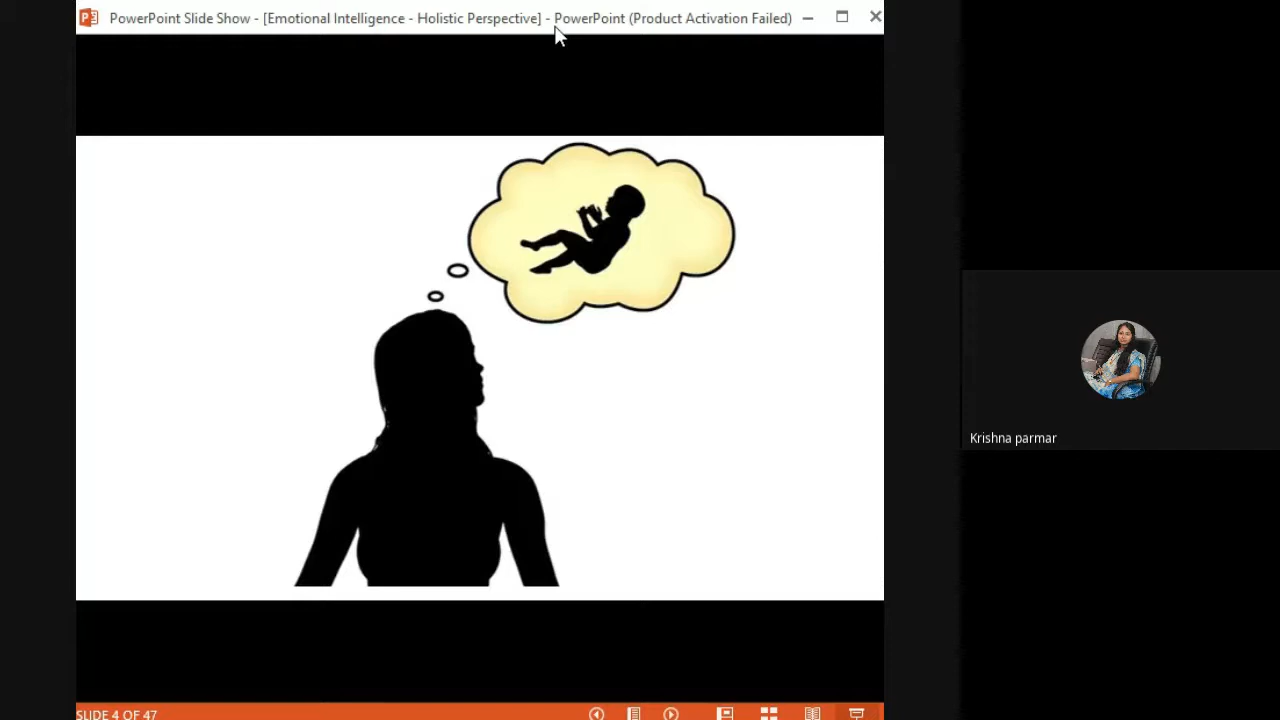 PowerPoint Slide Show - [Emotional Intelligence - Holistic Perspective] - PowerPoint (Product Activation Failed)
Krishna parmar
SLIDE 4 OF 47